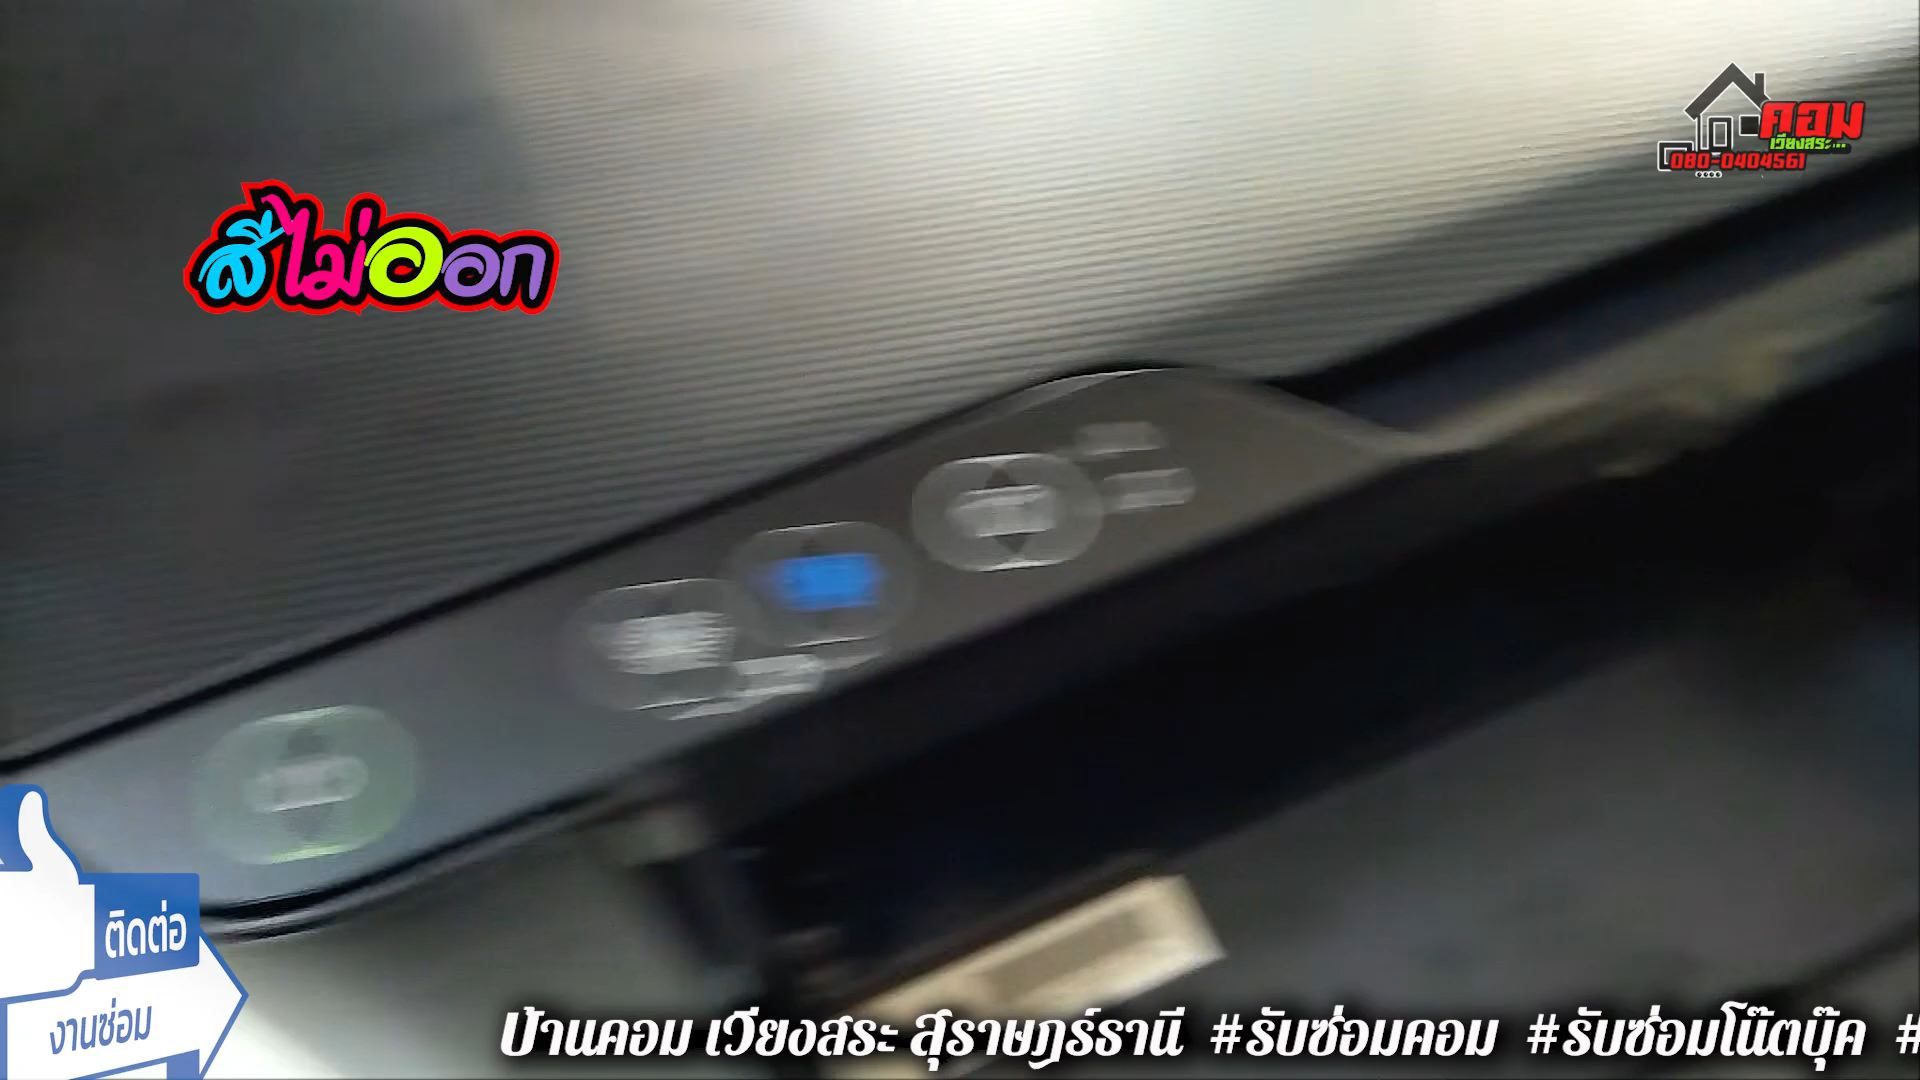 คอม
เวียงสระ...
080-0404561
สีไม่ออก
ติดต่อ
งานซ่อม
บ้านคอม เวียงสระ สุราษฎร์ธานี #รับซ่อมคอม #รับซ่อมโน๊ตบุ๊ค #